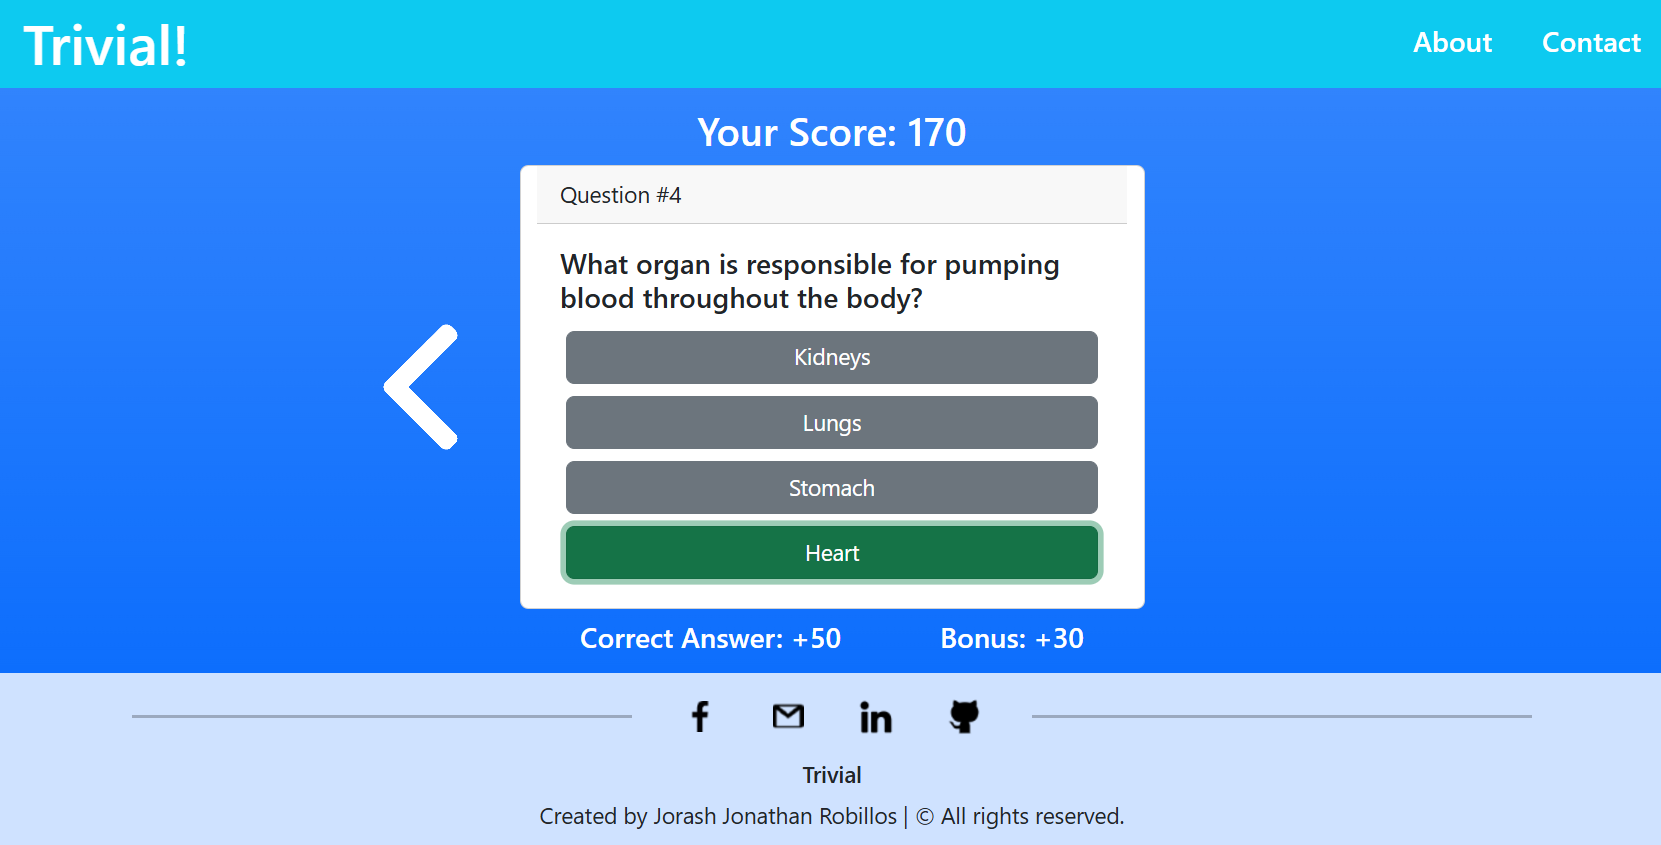 Trivial!
About Contact
Your Score: 170
Question #4
What organ is responsible for pumping
blood throughout the body?
Kidneys
Lungs
Stomach
Heart
Correct Answer: +50 Bonus: +30
Trivial
Created by Jorash Jonathan Robillos | © All rights reserved.